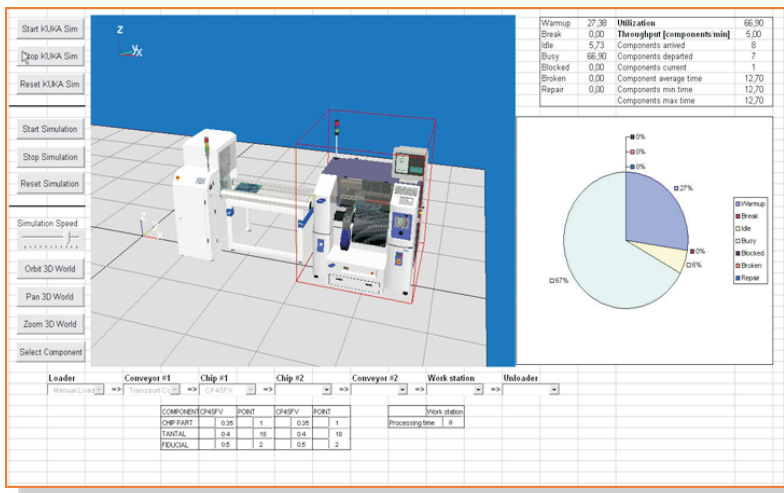 Start KUKA Sim
Stop KUKA Sim
Reset KUKA Sim
Start Simulation
Stop Simulation
Reset Simulation
Simulation Speed
Orbit 3D World
Pan 3D World
Zoom 3D World
Select Component
Z
YX
Z
X
Warmup 27,38 Utilization 66,90
Break 0,00 Throughput [components/min] 5,00
Idle 5,73 Components arrived 8
Busy 66,90 Components departed 7
Blocked 0,00 Components current 1
Broken 0,00 Component average time 12,70
Repair 0,00 Components min time 12,70
Components max time 12,70
0%
0%
0%
27%
0%
6%
67%
Warmup
Break
Idle
Busy
Blocked
Broken
Repair
Loader Conveyor #1 Chip #1 Chip #2 Conveyor #2 Work station Unloader
Manual Load => Transport Co => CP45FV => => => =>
COMPONENT CP45FV POINT CP45FV POINT
CHIP PART 0.35 1 0.35 1
TANTAL 0.4 18 0.4 18
FIDUCIAL 0.5 2 0.5 2
Work station
Processing time 8